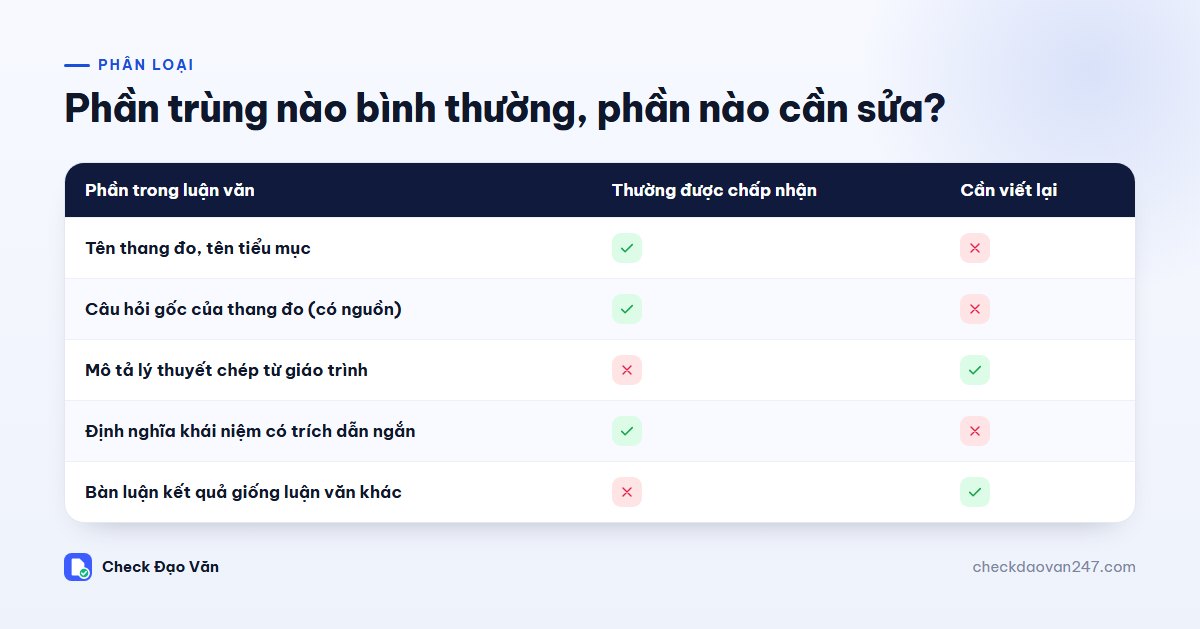 PHÂN LOẠI
Phần trùng nào bình thường, phần nào cần sửa?
Phần trong luận văn Thường được chấp nhận Cần viết lại
Tên thang đo, tên tiểu mục
Câu hỏi gốc của thang đo (có nguồn)
Mô tả lý thuyết chép từ giáo trình
Định nghĩa khái niệm có trích dẫn ngắn
Bàn luận kết quả giống luận văn khác
Check Đạo Văn checkdaovan247.com